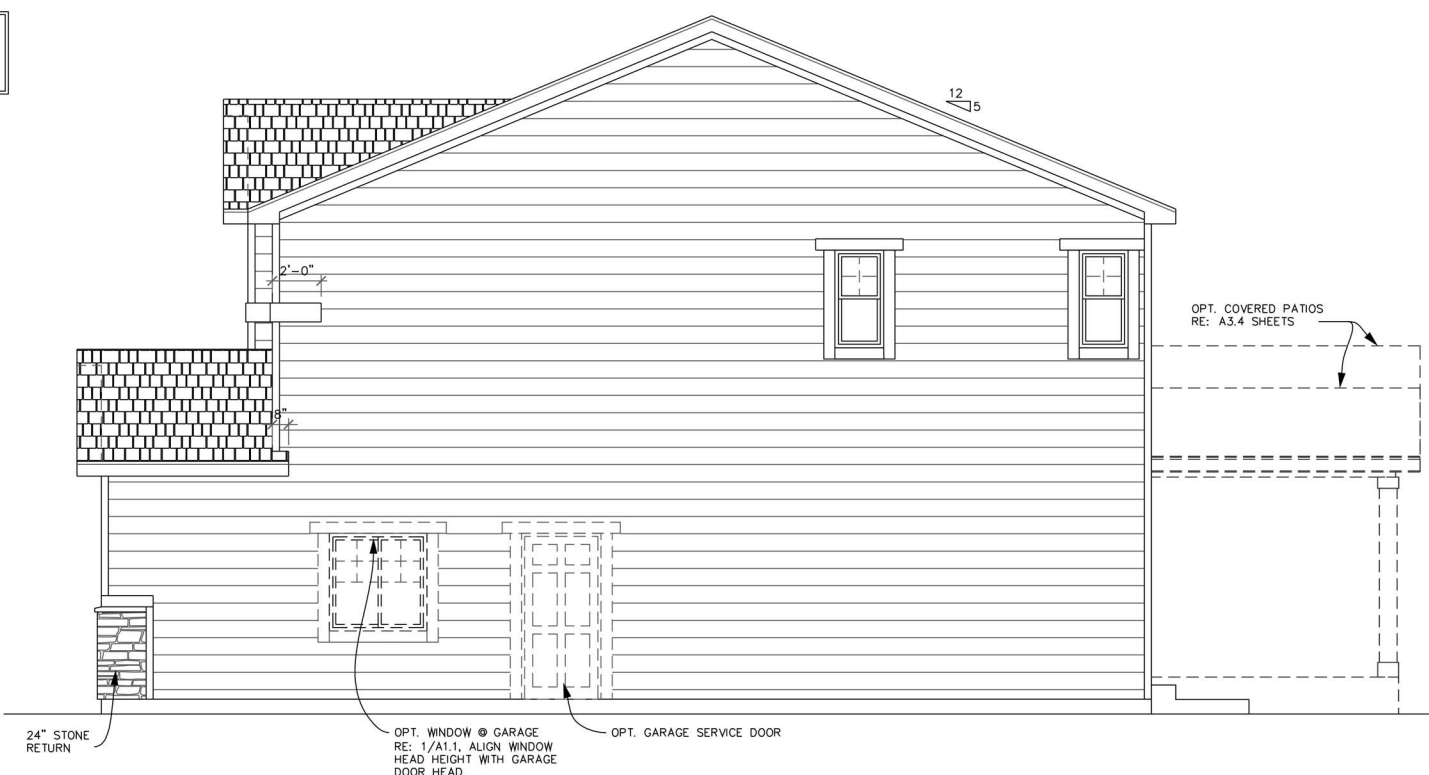 12
5
2'-0"
OPT. COVERED PATIOS
RE: A3.4 SHEETS
8"
24" STONE
RETURN
OPT. WINDOW @ GARAGE
RE: 1/A1.1, ALIGN WINDOW
HEAD HEIGHT WITH GARAGE
DOOR HEAD
OPT. GARAGE SERVICE DOOR